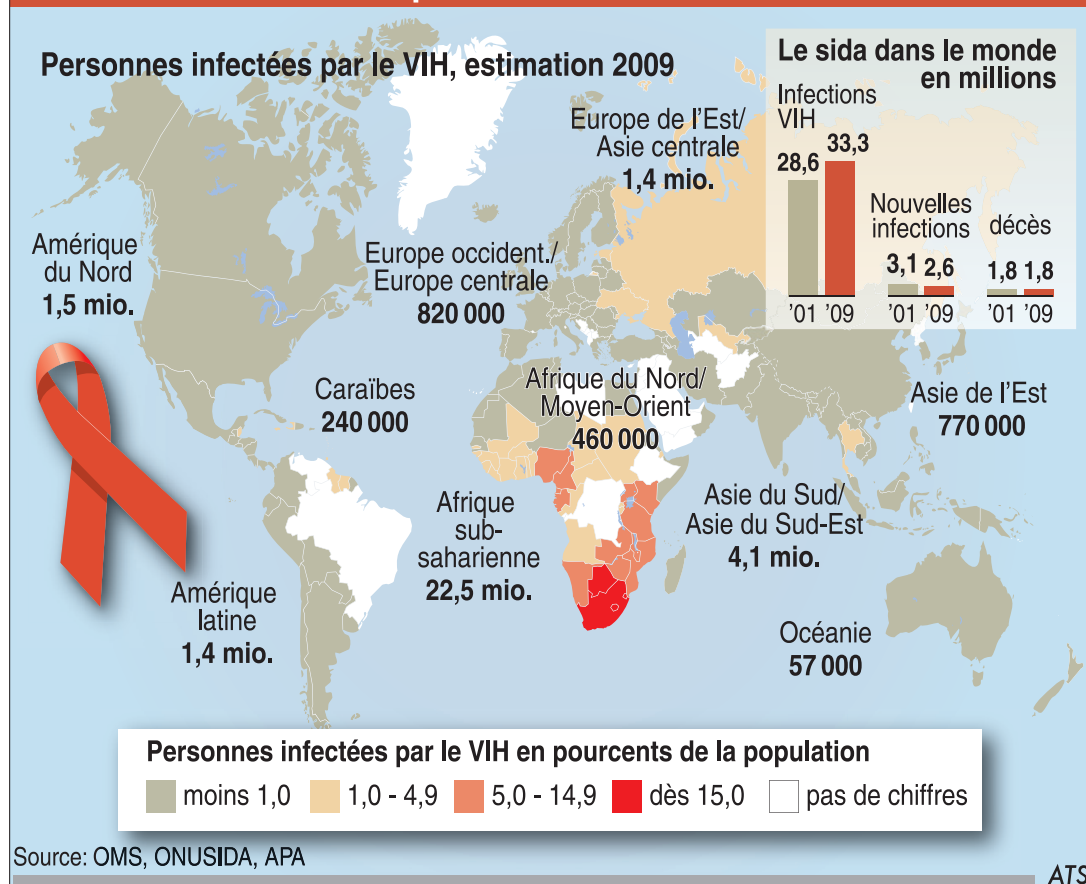 Personnes infectées par le VIH, estimation 2009
Le sida dans le monde
en millions
Infections
VIH
28,6
33,3
'01
'09
Nouvelles
infections
3,1
2,6
'01
'09
décès
1,8
1,8
'01
'09
Europe de l'Est/
Asie centrale
1,4 mio.
Amérique
du Nord
1,5 mio.
Europe occident./
Europe centrale
820 000
Caraïbes
240 000
Afrique du Nord/
Moyen-Orient
460 000
Asie de l'Est
770 000
Afrique
sub-
saharienne
22,5 mio.
Asie du Sud/
Asie du Sud-Est
4,1 mio.
Amérique
latine
1,4 mio.
Océanie
57 000
Personnes infectées par le VIH en pourcents de la population
moins 1,0
1,0 - 4,9
5,0 - 14,9
dès 15,0
pas de chiffres
Source: OMS, ONUSIDA, APA
ATS